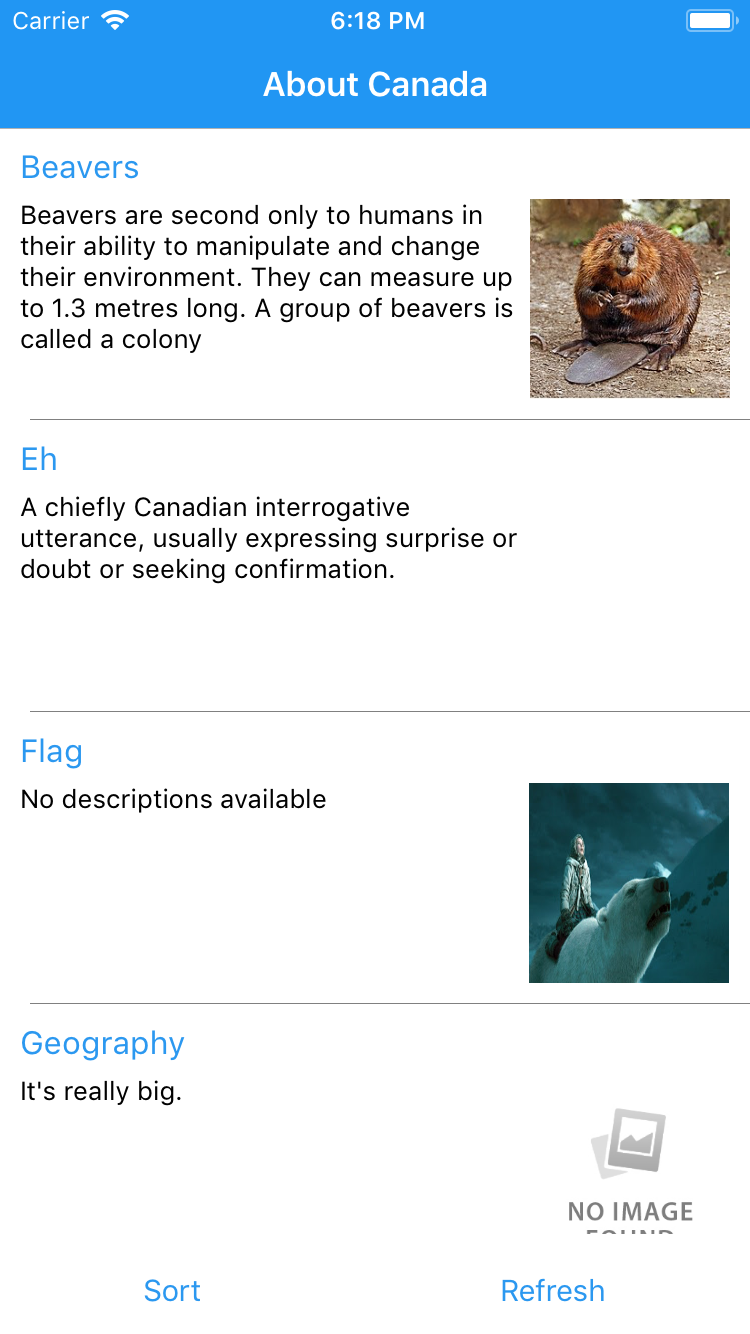 Carrier 6:18 PM
About Canada
Beavers
Beavers are second only to humans in
their ability to manipulate and change
their environment. They can measure up
to 1.3 metres long. A group of beavers is
called a colony
Eh
A chiefly Canadian interrogative
utterance, usually expressing surprise or
doubt or seeking confirmation.
Flag
No descriptions available
Geography
It's really big.
NO IMAGE
FOUND
Sort Refresh